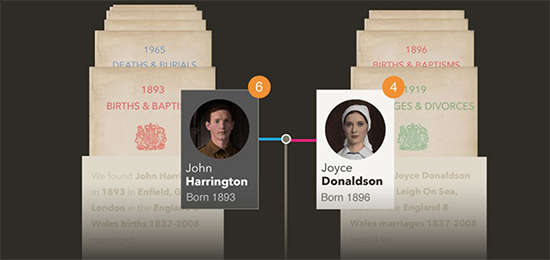 1965
DEATHS & BURIALS
1893
BIRTHS & BAPTIS
6
John
Harrington
Born 1893
We found John
in 1893 in Enfield, G
London in the England &
Wales births 1837-2008
1896
BIRTHS & BAPTISMS
1919
GES & DIVORCES
4
Joyce
Donaldson
Born 1896
Joyce Donaldson
Leigh On Sea,
England &
Wales marriages 1837-2008